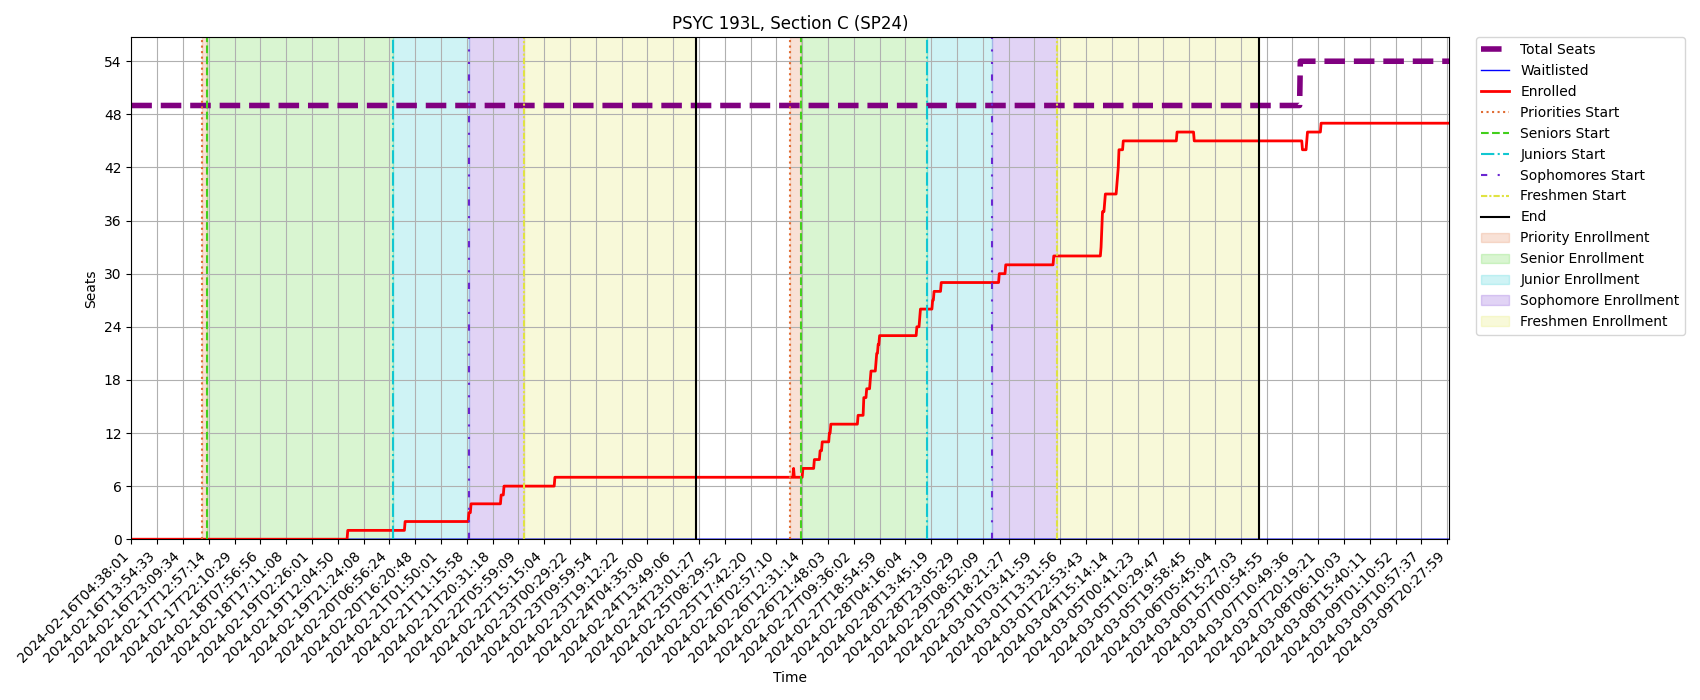 PSYC 193L, Section C (SP24)
Seats
54
48
42
36
30
24
18
12
6
0
2024-02-16T04:38:01
2024-02-16T13:54:33
2024-02-16T23:09:34
2024-02-17T12:57:14
2024-02-17T22:10:29
2024-02-18T07:56:56
2024-02-18T17:11:08
2024-02-19T02:26:01
2024-02-19T12:04:50
2024-02-19T21:24:08
2024-02-20T06:56:24
2024-02-20T16:20:48
2024-02-21T01:50:01
2024-02-21T11:15:58
2024-02-21T20:31:18
2024-02-22T05:59:09
2024-02-22T15:15:04
2024-02-23T00:29:22
2024-02-23T09:59:54
2024-02-23T19:12:22
2024-02-24T04:35:00
2024-02-24T13:49:06
2024-02-24T23:01:27
2024-02-25T08:29:52
2024-02-25T17:42:20
2024-02-26T02:57:10
2024-02-26T12:31:14
2024-02-26T21:48:03
2024-02-27T09:36:02
2024-02-27T18:54:59
2024-02-28T04:16:04
2024-02-28T13:45:19
2024-02-28T23:05:29
2024-02-29T08:52:09
2024-02-29T18:21:27
2024-03-01T03:41:59
2024-03-01T13:31:56
2024-03-01T22:53:43
2024-03-04T15:14:14
2024-03-05T00:41:23
2024-03-05T10:29:47
2024-03-05T19:58:45
2024-03-06T05:45:04
2024-03-06T15:27:03
2024-03-07T00:54:55
2024-03-07T10:49:36
2024-03-07T20:19:21
2024-03-08T06:10:03
2024-03-08T15:40:11
2024-03-09T01:10:52
2024-03-09T10:57:37
2024-03-09T20:27:59
Time
Total Seats
Waitlisted
Enrolled
Priorities Start
Seniors Start
Juniors Start
Sophomores Start
Freshmen Start
End
Priority Enrollment
Senior Enrollment
Junior Enrollment
Sophomore Enrollment
Freshmen Enrollment